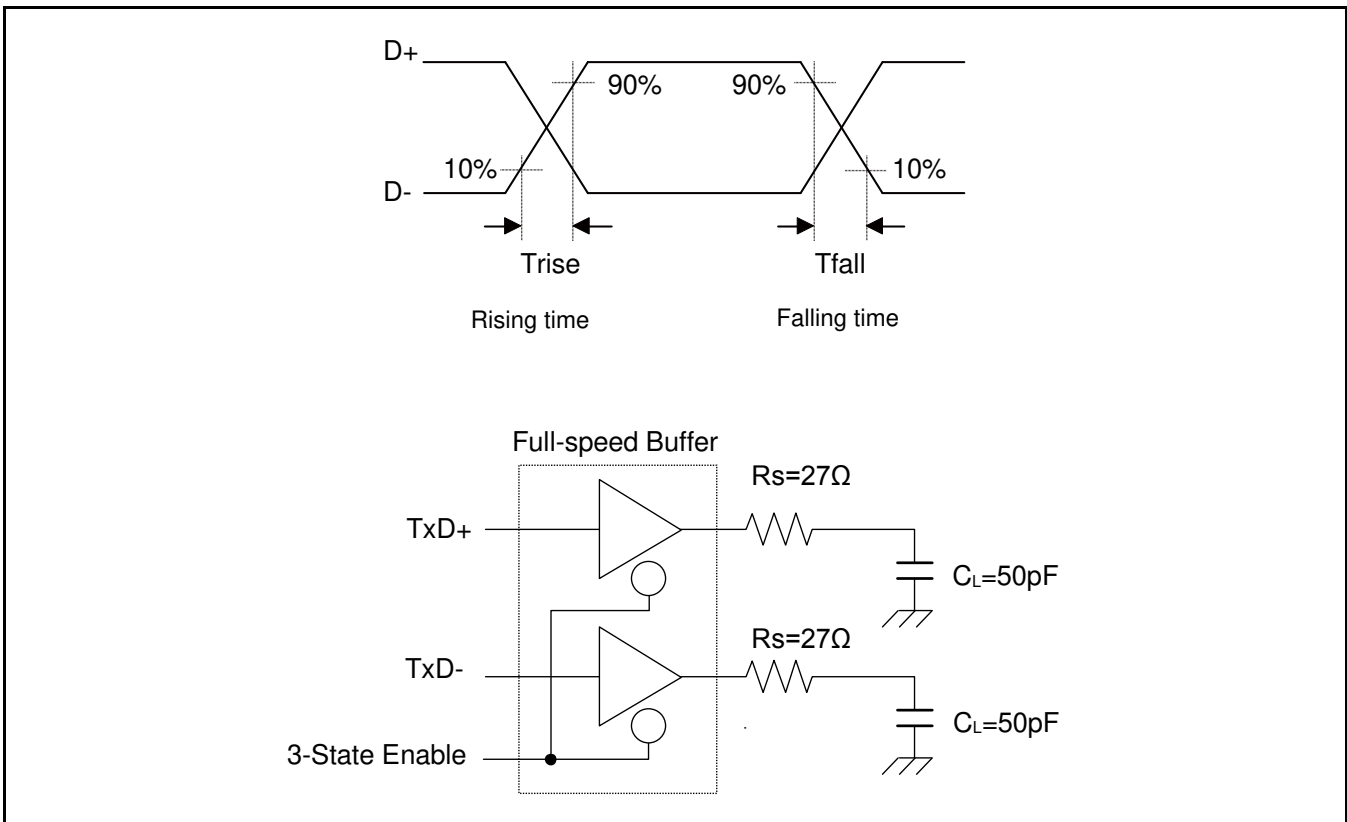 D+
90%
90%
10%
10%
D-
Trise
Tfall
Rising time
Falling time
Full-speed Buffer
Rs=27Ω
TxD+
CL=50pF
Rs=27Ω
TxD-
CL=50pF
3-State Enable